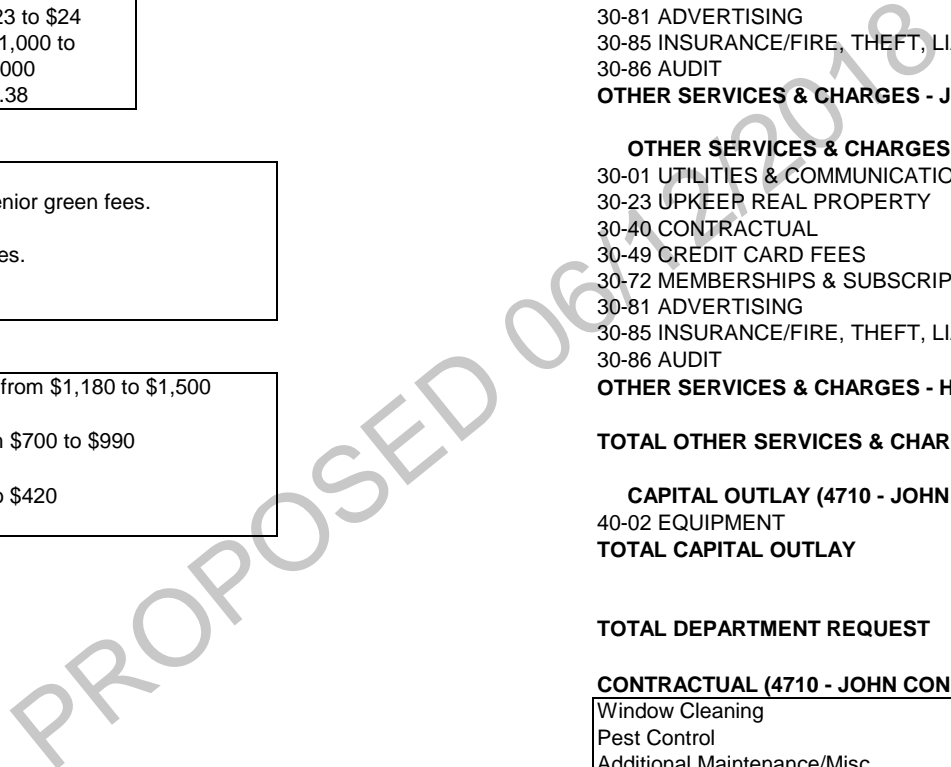 23 to $24
1,000 to
000
.38
enior green fees.
es.
from $1,180 to $1,500
$700 to $990
$420
30-81 ADVERTISING
30-85 INSURANCE/FIRE, THEFT, LI
30-86 AUDIT
OTHER SERVICES & CHARGES - J
OTHER SERVICES & CHARGES
30-01 UTILITIES & COMMUNICATIO
30-23 UPKEEP REAL PROPERTY
30-40 CONTRACTUAL
30-49 CREDIT CARD FEES
30-72 MEMBERSHIPS & SUBSCRIP
30-81 ADVERTISING
30-85 INSURANCE/FIRE, THEFT, LI
30-86 AUDIT
OTHER SERVICES & CHARGES - H
TOTAL OTHER SERVICES & CHAR
CAPITAL OUTLAY (4710 - JOHN
40-02 EQUIPMENT
TOTAL CAPITAL OUTLAY
TOTAL DEPARTMENT REQUEST
CONTRACTUAL (4710 - JOHN CON
Window Cleaning
Pest Control
Additional Maintenance/Misc
PROPOSED 06/12/2018